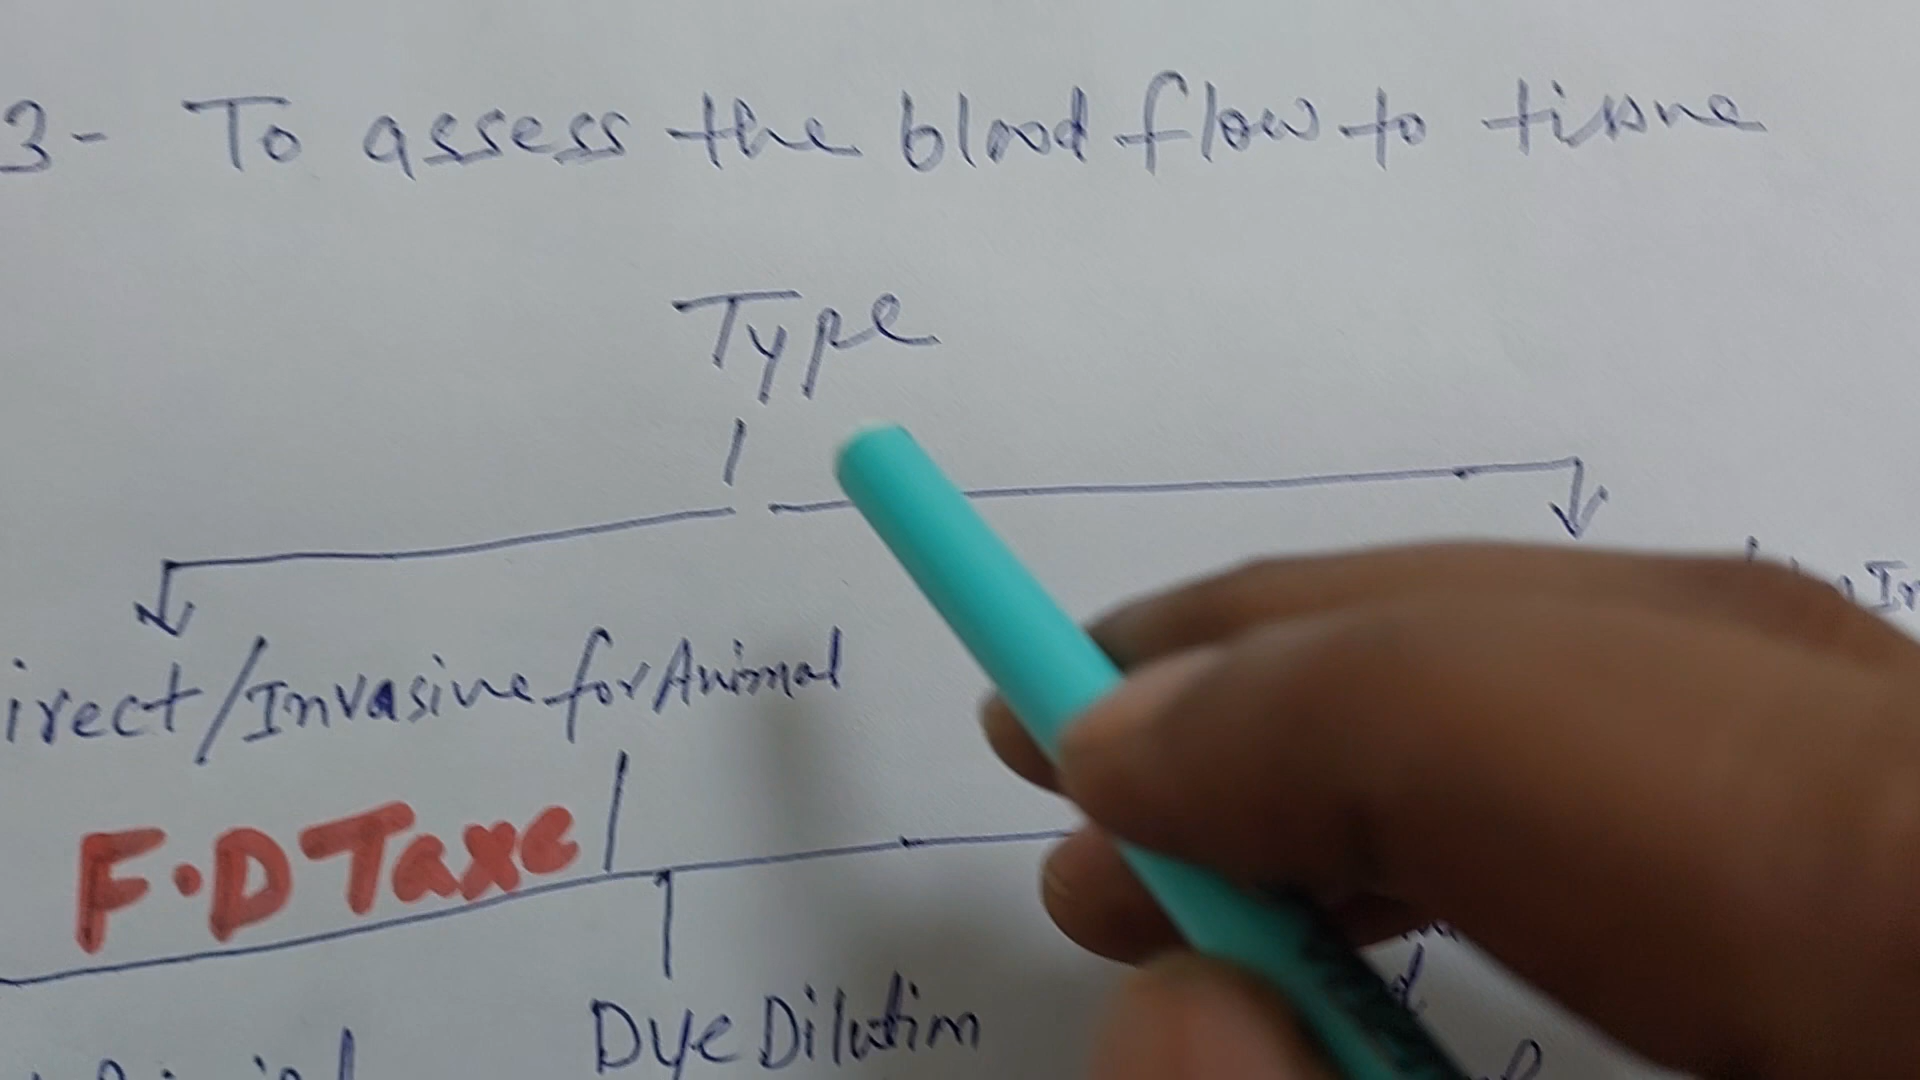 3- To assess the blood flow to tissue
Type
irect/Invasive for Animal
F.D Taxe
Dye Dilution